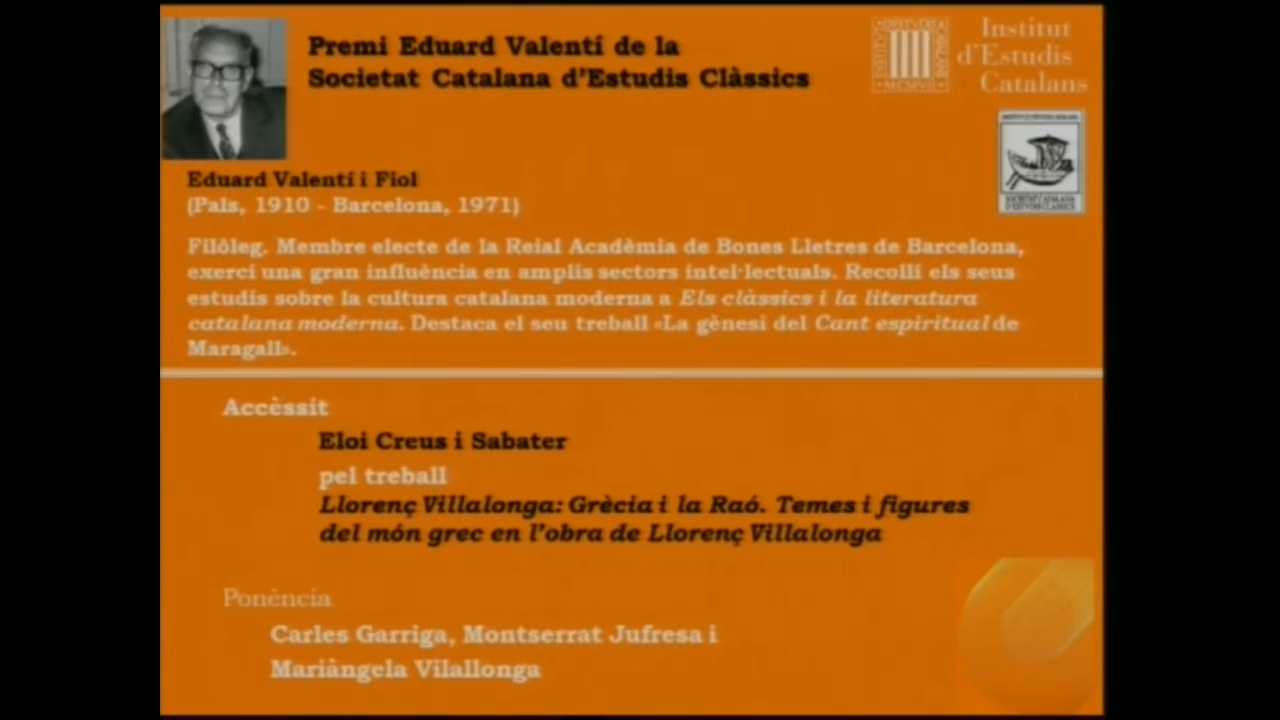 Premi Eduard Valentí de la
Societat Catalana d'Estudis Clàssics
Institut
d'Estudis
Catalans
Eduard Valentí i Fiol
(Pals, 1910 - Barcelona, 1971)
Filòleg. Membre electe de la Reial Acadèmia de Bones Lletres de Barcelona,
exercí una gran influència en amplis sectors intel·lectuals. Recollí els seus
estudis sobre la cultura catalana moderna a Els clàssics i la literatura
catalana moderna. Destaca el seu treball «La gènesi del Cant espiritual de
Maragall».
Accèssit
Eloi Creus i Sabater
pel treball
Llorenç Villalonga: Grècia i la Raó. Temes i figures
del món grec en l'obra de Llorenç Villalonga
Ponència
Carles Garriga, Montserrat Jufresa i
Mariàngela Vilallonga